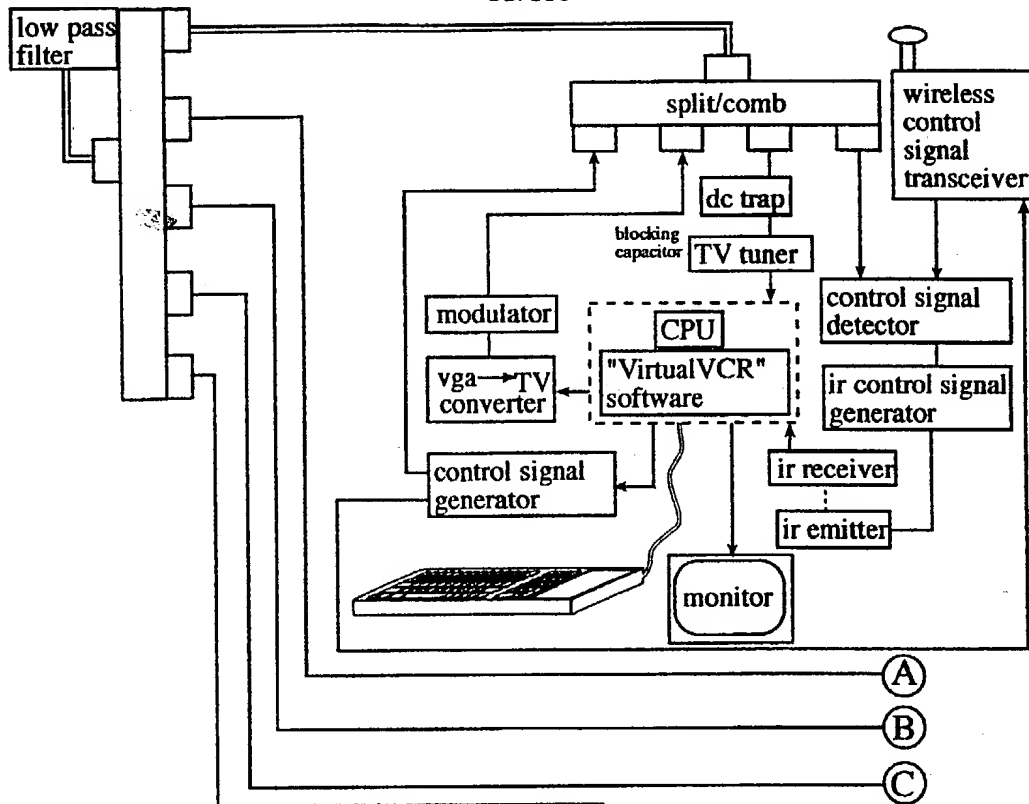 low pass
filter
split/comb
wireless
control
signal
transceiver
dc trap
blocking
capacitor
TV tuner
control signal
detector
modulator
CPU
"VirtualVCR"
software
vga→TV
converter
ir control signal
generator
control signal
generator
ir receiver
ir emitter
monitor
A
B
C